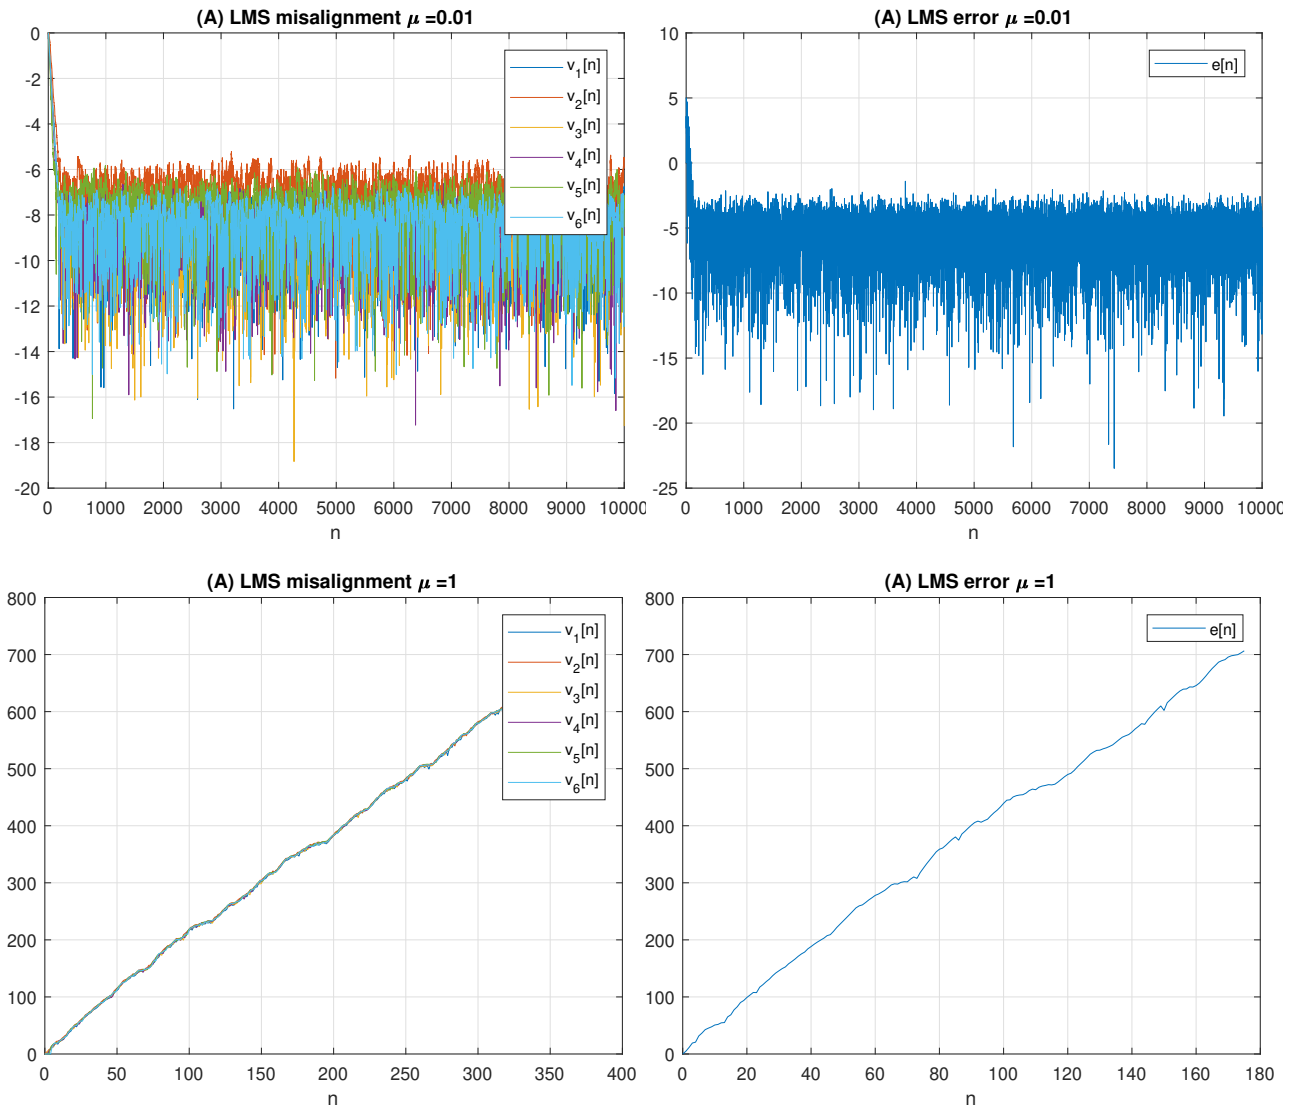 (A) LMS misalignment μ =0.01
0
-2
-4
-6
-8
-10
-12
-14
-16
-18
-20
0 1000 2000 3000 4000 5000 6000 7000 8000 9000 10000
n
v1[n]
v2[n]
v3[n]
v4[n]
v5[n]
v6[n]
(A) LMS error μ =0.01
10
5
0
-5
-10
-15
-20
-25
0 1000 2000 3000 4000 5000 6000 7000 8000 9000 10000
n
e[n]
(A) LMS misalignment μ =1
800
700
600
500
400
300
200
100
0
0 50 100 150 200 250 300 350 400
n
v1[n]
v2[n]
v3[n]
v4[n]
v5[n]
v6[n]
(A) LMS error μ =1
800
700
600
500
400
300
200
100
0
0 20 40 60 80 100 120 140 160 180
n
e[n]